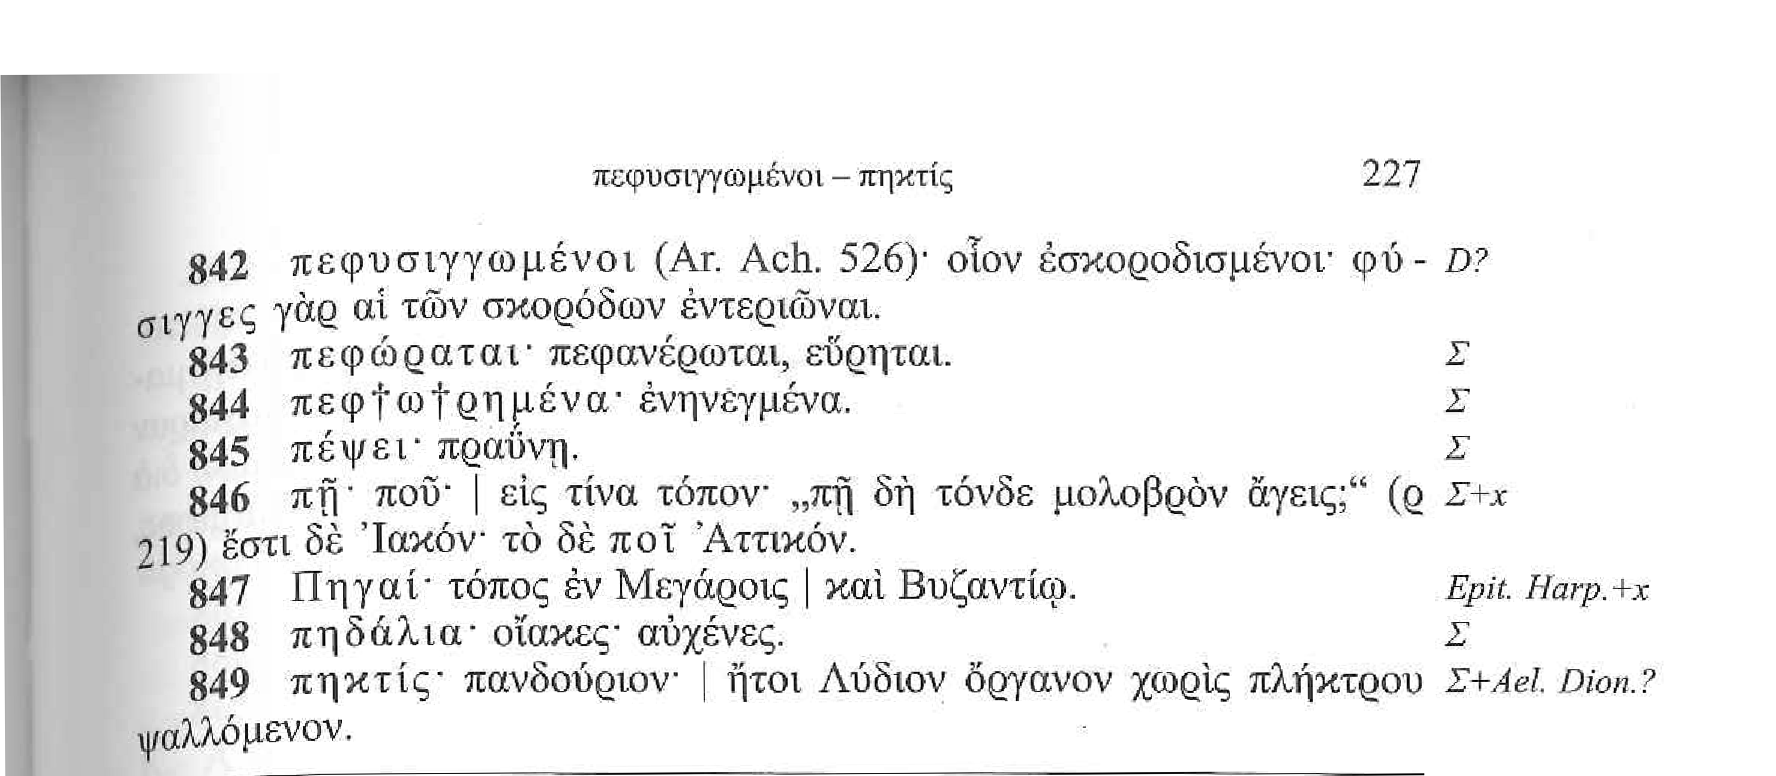 πεφυσιγγωμένοι – πηκτίς 227
842 πεφυσιγγωμένοι (Ar. Ach. 526)· οἷον ἐσκοροδισμένοι· φύ- D?
σιγγες γὰρ αἱ τῶν σκορόδων ἐντεριῶναι.
843 πεφώραται· πεφανέρωται, εὕρηται. Σ
844 πεφ†ω†ρημένα· ἐνηνεγμένα. Σ
845 πέψει· πραΰνῃ. Σ
846 πῇ· ποῦ· | εἰς τίνα τόπον· „πῇ δὴ τόνδε μολοβρὸν ἄγεις;“ (ρ Σ+x
219) ἔστι δὲ Ἰακόν· τὸ δὲ ποῖ Ἀττικόν.
847 Πηγαί· τόπος ἐν Μεγάροις | καὶ Βυζαντίῳ. Epit. Harp.+x
848 πηδάλια· οἴακες· αὐχένες. Σ
849 πηκτίς· πανδούριον· | ἤτοι Λύδιον ὄργανον χωρὶς πλήκτρου Σ+Ael. Dion.?
ψαλλόμενον.